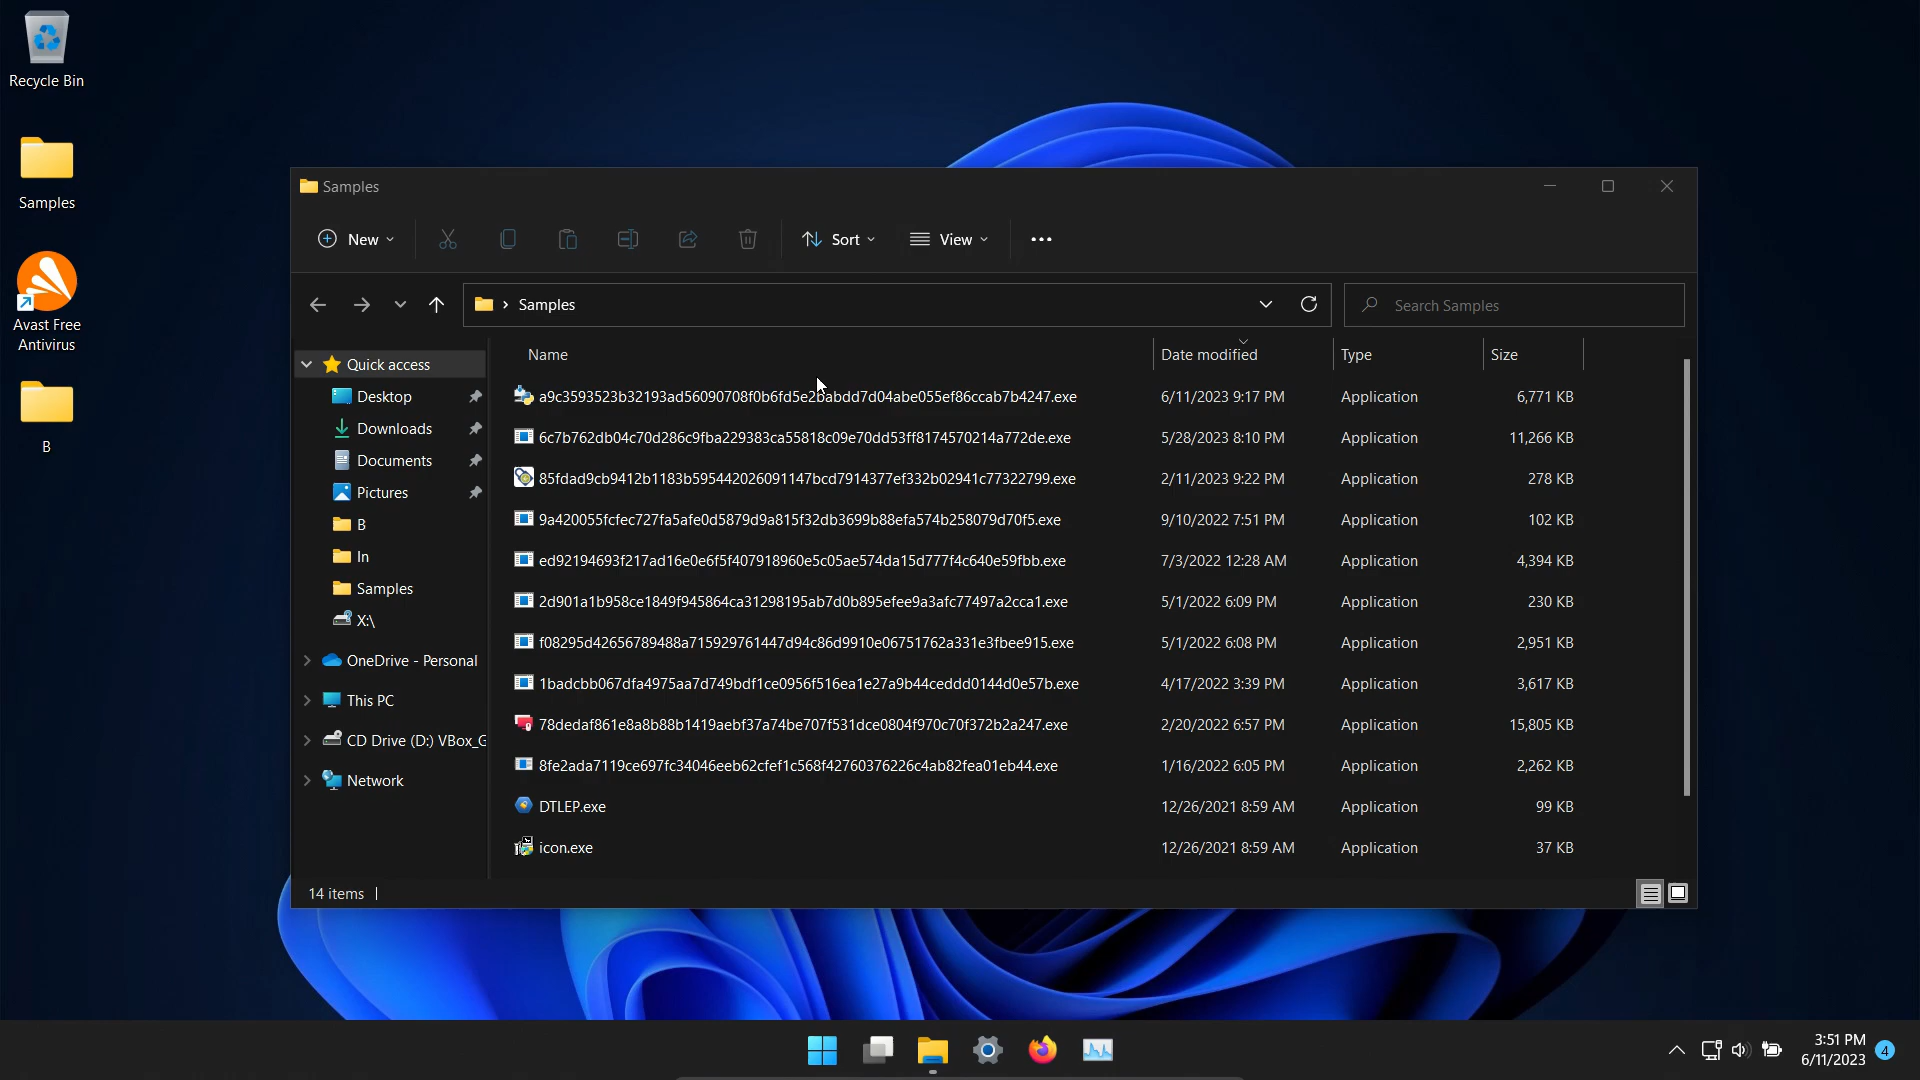 Recycle Bin
Samples
Avast Free
Antivirus
B
Samples
New
Sort
View
Samples
Search Samples
Name
Date modified
Type
Size
Quick access
Desktop
Downloads
Documents
Pictures
B
In
Samples
X:\
OneDrive - Personal
This PC
CD Drive (D:) VBox_G
Network
a9c3593523b32193ad56090708f0b6fd5e2babdd7d04abe055ef86ccab7b4247.exe 6/11/2023 9:17 PM Application 6,771 KB
6c7b762db04c70d286c9fba229383ca55818c09e70dd53ff8174570214a772de.exe 5/28/2023 8:10 PM Application 11,266 KB
85fdad9cb9412b1183b595442026091147bcd7914377ef332b02941c77322799.exe 2/11/2023 9:22 PM Application 278 KB
9a420055fcfec727fa5afe0d5879d9a815f32db3699b88efa574b258079d70f5.exe 9/10/2022 7:51 PM Application 102 KB
ed92194693f217ad16e0e6f5f407918960e5c05ae574da15d777f4c640e59fbb.exe 7/3/2022 12:28 AM Application 4,394 KB
2d901a1b958ce1849f945864ca31298195ab7d0b895efee9a3afc77497a2cca1.exe 5/1/2022 6:09 PM Application 230 KB
f08295d42656789488a715929761447d94c86d9910e06751762a331e3fbee915.exe 5/1/2022 6:08 PM Application 2,951 KB
1badcbb067dfa4975aa7d749bdf1ce0956f516ea1e27a9b44ceddd0144d0e57b.exe 4/17/2022 3:39 PM Application 3,617 KB
78dedaf861e8a8b88b1419aebf37a74be707f531dce0804f970c70f372b2a247.exe 2/20/2022 6:57 PM Application 15,805 KB
8fe2ada7119ce697fc34046eeb62cfef1c568f42760376226c4ab82fea01eb44.exe 1/16/2022 6:05 PM Application 2,262 KB
DTLEP.exe 12/26/2021 8:59 AM Application 99 KB
icon.exe 12/26/2021 8:59 AM Application 37 KB
14 items
3:51 PM
6/11/2023
4